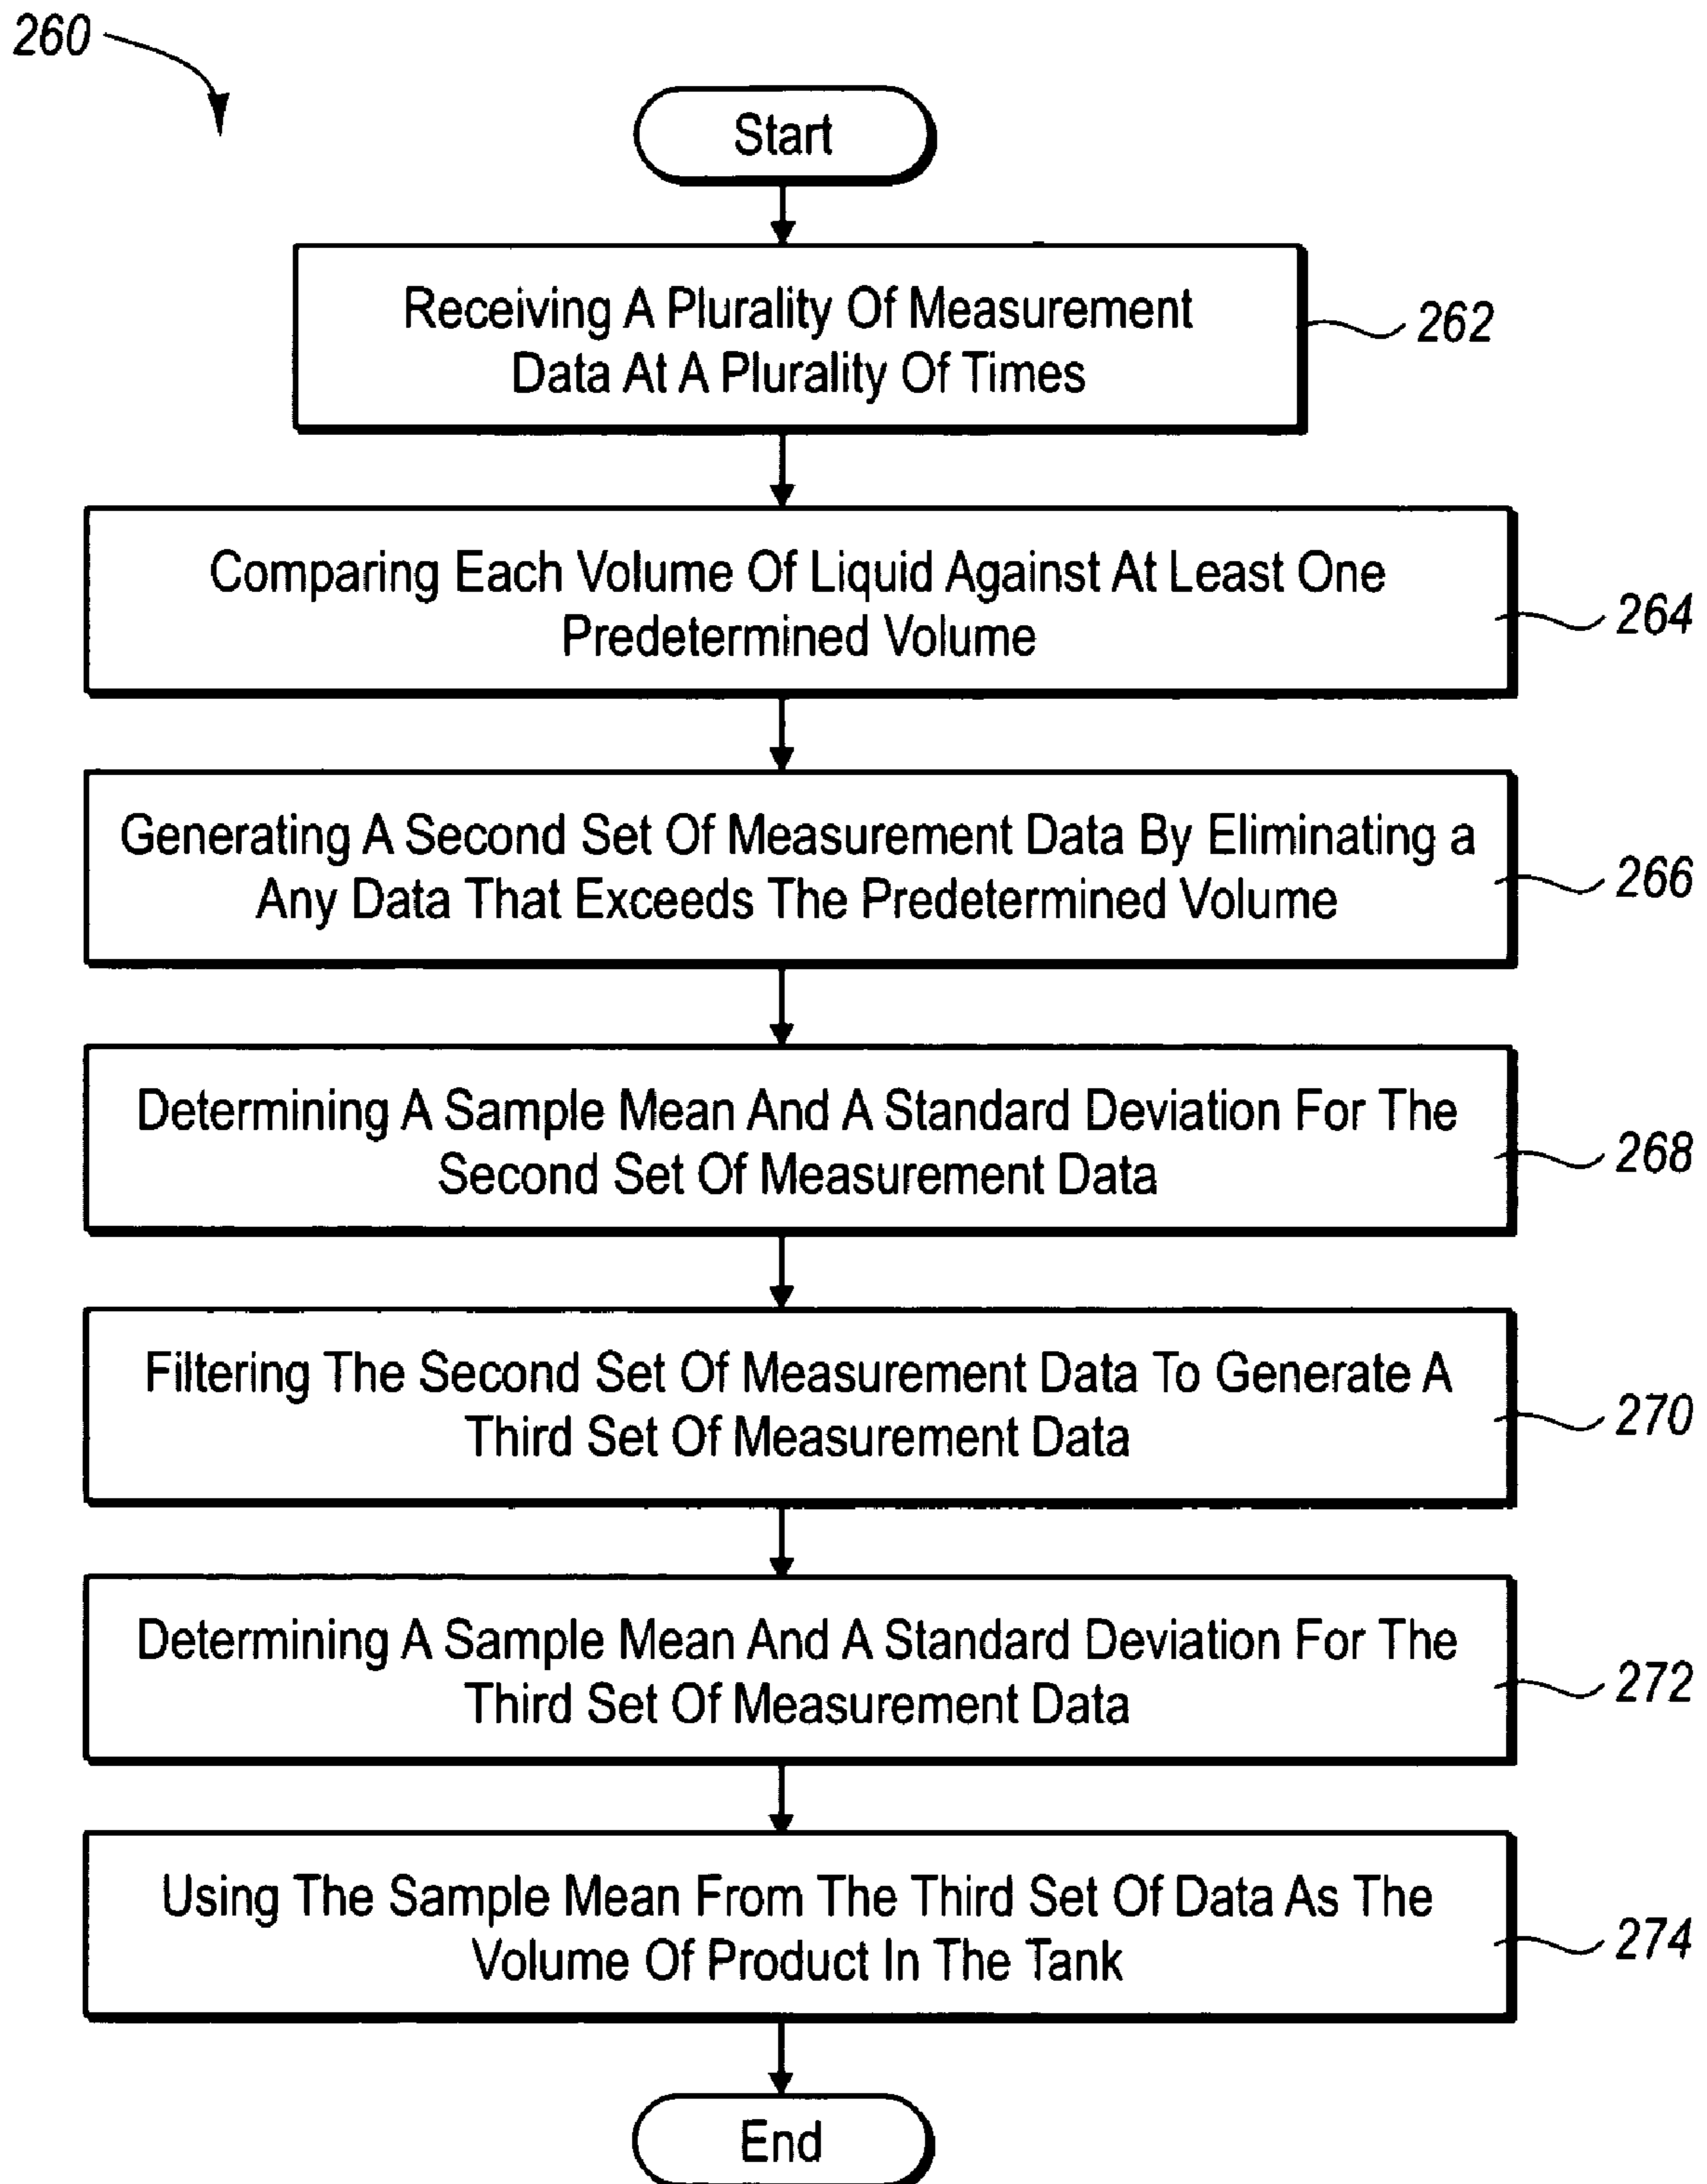 260
Start
Receiving A Plurality Of Measurement
Data At A Plurality Of Times
262
Comparing Each Volume Of Liquid Against At Least One
Predetermined Volume
264
Generating A Second Set Of Measurement Data By Eliminating a
Any Data That Exceeds The Predetermined Volume
266
Determining A Sample Mean And A Standard Deviation For The
Second Set Of Measurement Data
268
Filtering The Second Set Of Measurement Data To Generate A
Third Set Of Measurement Data
270
Determining A Sample Mean And A Standard Deviation For The
Third Set Of Measurement Data
272
Using The Sample Mean From The Third Set Of Data As The
Volume Of Product In The Tank
274
End